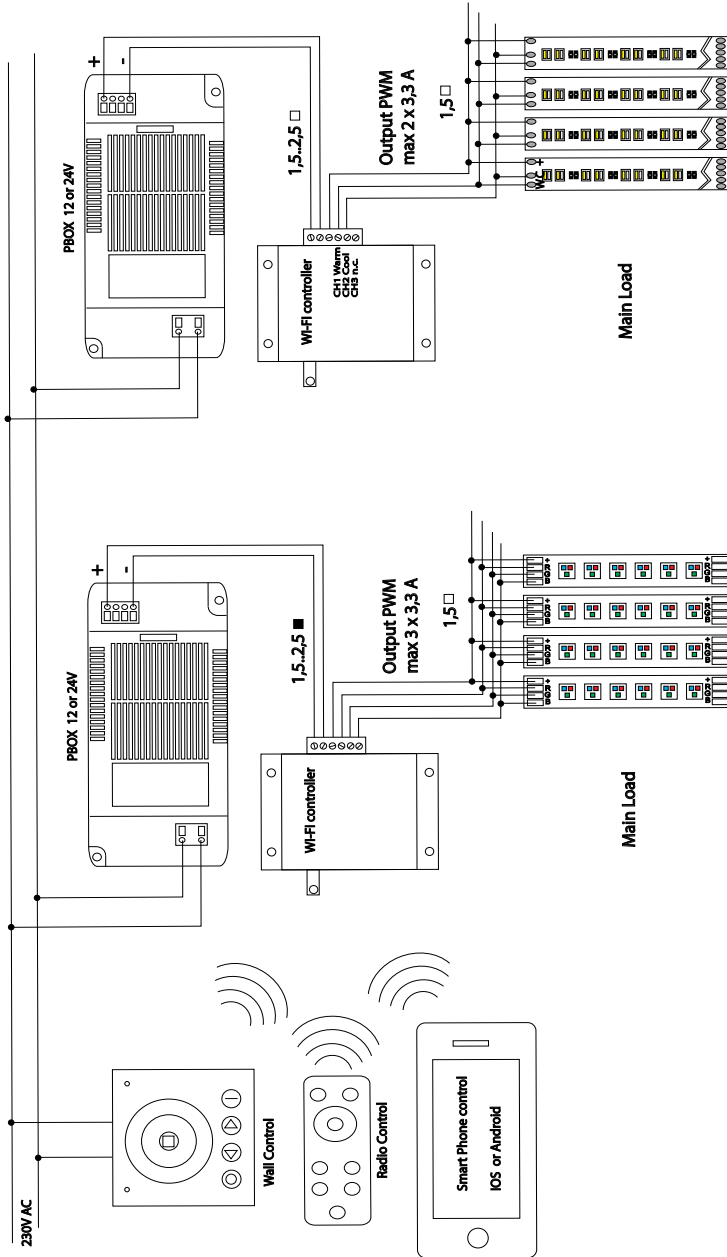 230V AC
Wall Control
Radio Control
Smart Phone control
IOS or Android
PBOX  12 or 24V
+
-
1,5..2,5 ■
WI-FI controller
Output PWM
max 3 x 3,3 A
1,5 □
+
R
G
B
+
R
G
B
+
R
G
B
+
R
G
B
Main Load
PBOX  12 or 24V
+
-
1,5..2,5 □
WI-FI controller
CH1 Warm
CH2 Cool
CH3 n.c.
Output PWM
max 2 x 3,3 A
1,5 □
+
C
W
Main Load